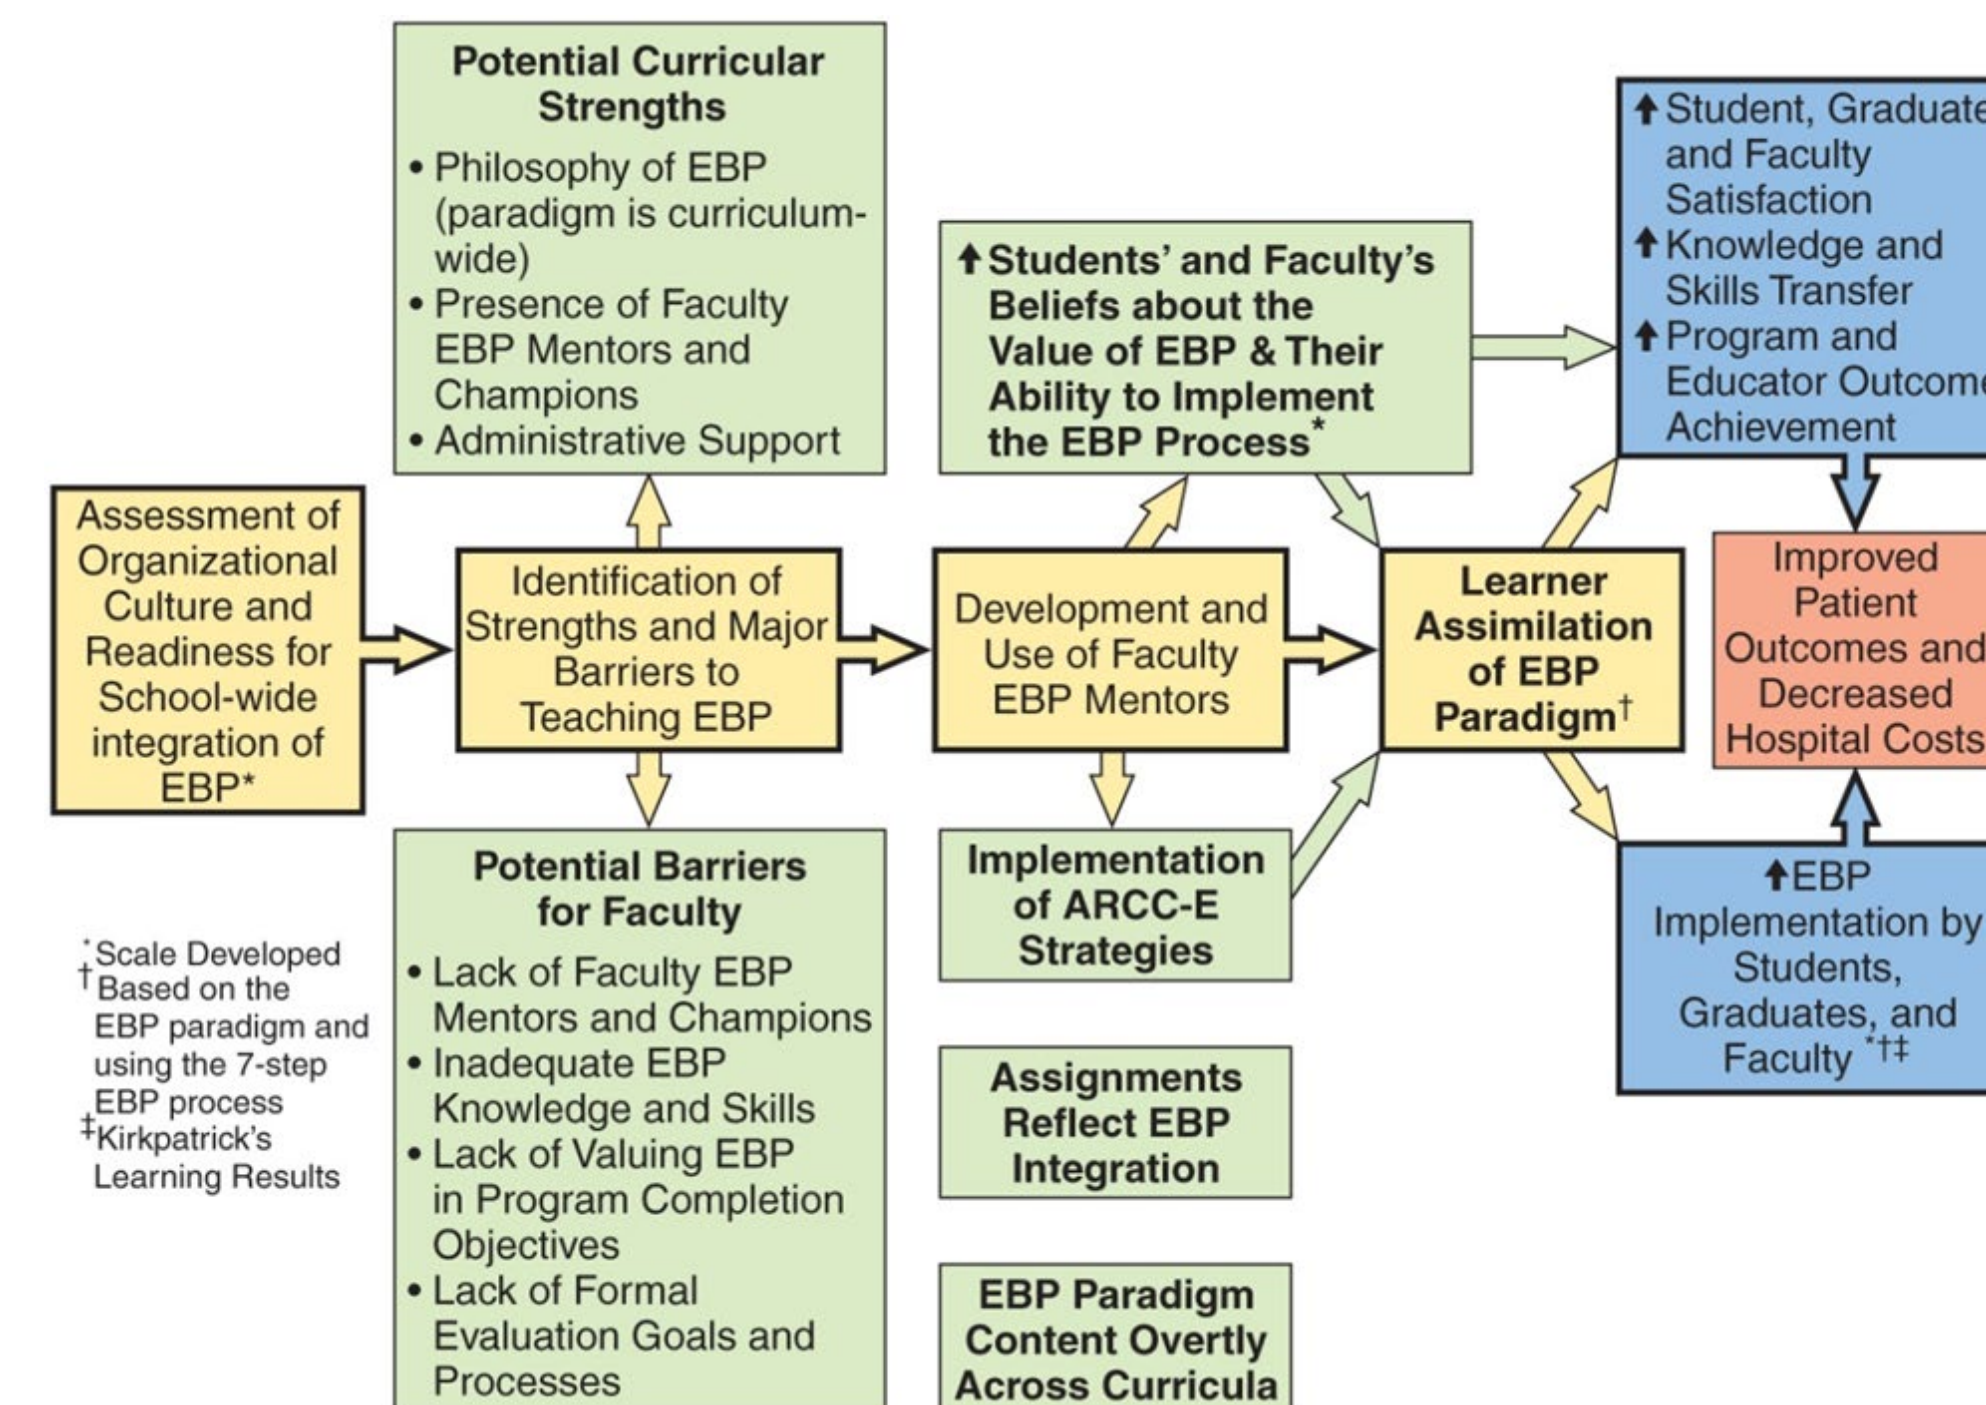 Potential Curricular
Strengths
• Philosophy of EBP
(paradigm is curriculum-
wide)
• Presence of Faculty
EBP Mentors and
Champions
• Administrative Support
Assessment of
Organizational
Culture and
Readiness for
School-wide
integration of
EBP*
Identification of
Strengths and Major
Barriers to
Teaching EBP
Potential Barriers
for Faculty
• Lack of Faculty EBP
Mentors and Champions
• Inadequate EBP
Knowledge and Skills
• Lack of Valuing EBP
in Program Completion
Objectives
• Lack of Formal
Evaluation Goals and
Processes
*Scale Developed
†Based on the
EBP paradigm and
using the 7-step
EBP process
‡Kirkpatrick’s
Learning Results
Students’ and Faculty’s
Beliefs about the
Value of EBP & Their
Ability to Implement
the EBP Process*
Development and
Use of Faculty
EBP Mentors
Implementation
of ARCC-E
Strategies
Assignments
Reflect EBP
Integration
EBP Paradigm
Content Overtly
Across Curricula
Learner
Assimilation
of EBP
Paradigm†
Student, Graduate
and Faculty
Satisfaction
Knowledge and
Skills Transfer
Program and
Educator Outcome
Achievement
Improved
Patient
Outcomes and
Decreased
Hospital Costs
EBP
Implementation by
Students,
Graduates, and
Faculty *†‡